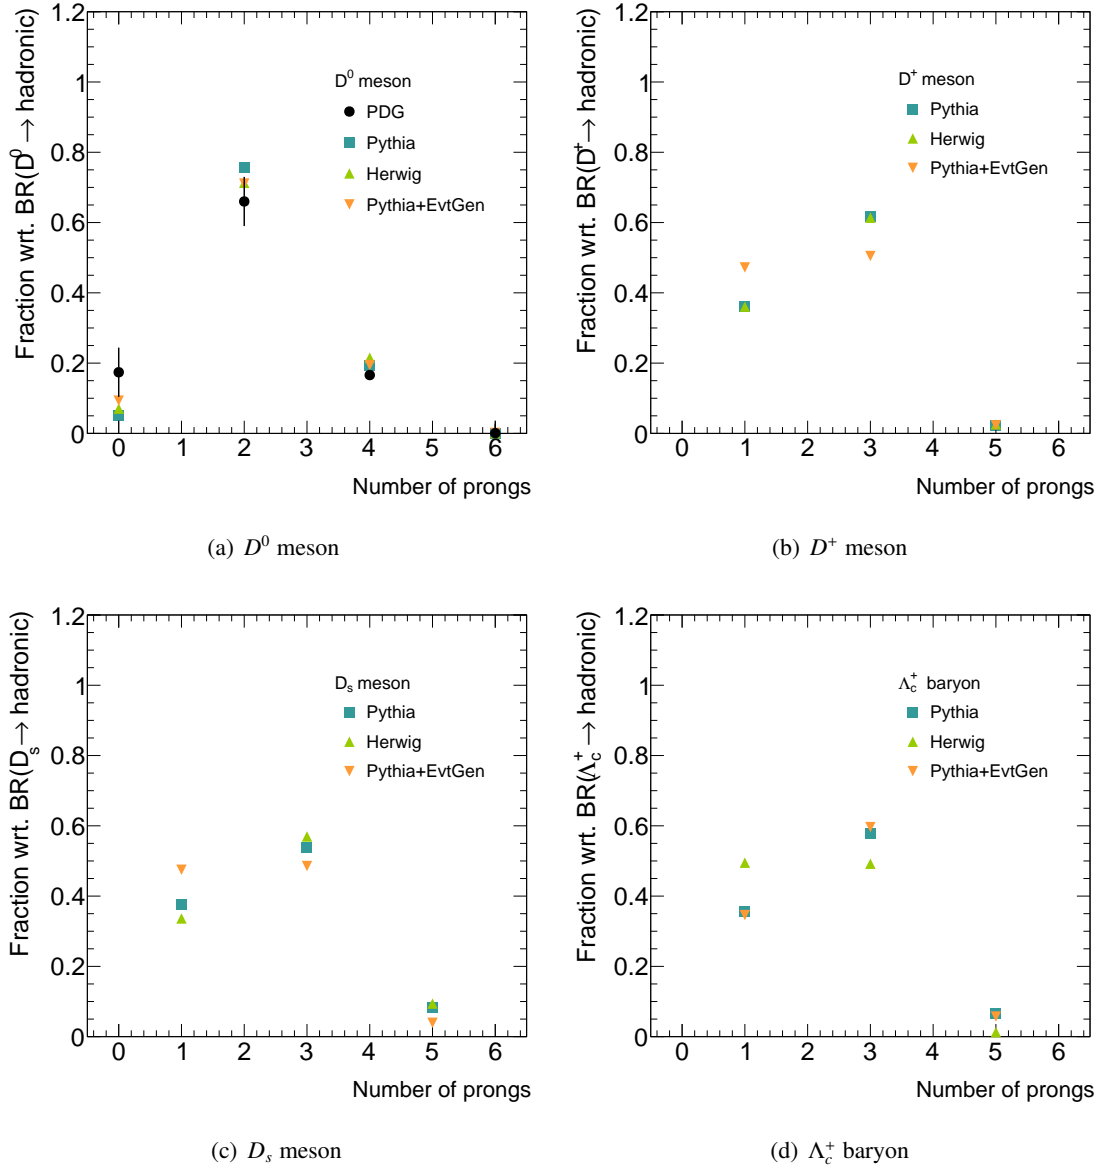 Fraction wrt. BR(D⁰ → hadronic)
1.2
1
0.8
0.6
0.4
0.2
0
D⁰ meson
PDG
Pythia
Herwig
Pythia+EvtGen
0 1 2 3 4 5 6
Number of prongs
(a) D⁰ meson
Fraction wrt. BR(D⁺ → hadronic)
1.2
1
0.8
0.6
0.4
0.2
0
D⁺ meson
Pythia
Herwig
Pythia+EvtGen
0 1 2 3 4 5 6
Number of prongs
(b) D⁺ meson
Fraction wrt. BR(Dₛ → hadronic)
1.2
1
0.8
0.6
0.4
0.2
0
Dₛ meson
Pythia
Herwig
Pythia+EvtGen
0 1 2 3 4 5 6
Number of prongs
(c) Dₛ meson
Fraction wrt. BR(Λ_c⁺ → hadronic)
1.2
1
0.8
0.6
0.4
0.2
0
Λ_c⁺ baryon
Pythia
Herwig
Pythia+EvtGen
0 1 2 3 4 5 6
Number of prongs
(d) Λ_c⁺ baryon